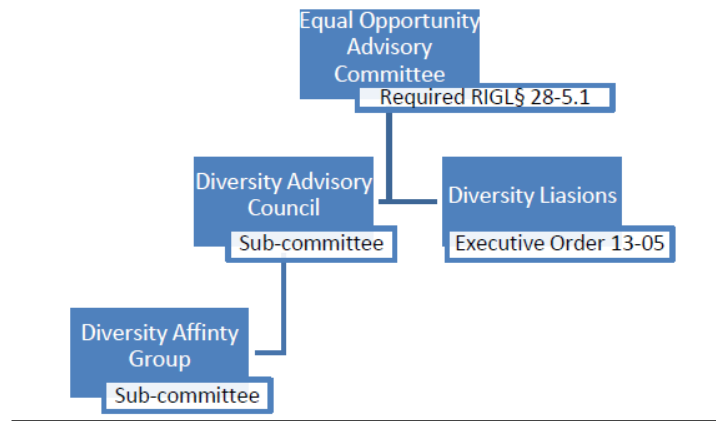 Equal Opportunity
Advisory
Committee
Required RIGL§ 28-5.1
Diversity Advisory
Council
Sub-committee
Diversity Liasions
Executive Order 13-05
Diversity Affinty
Group
Sub-committee